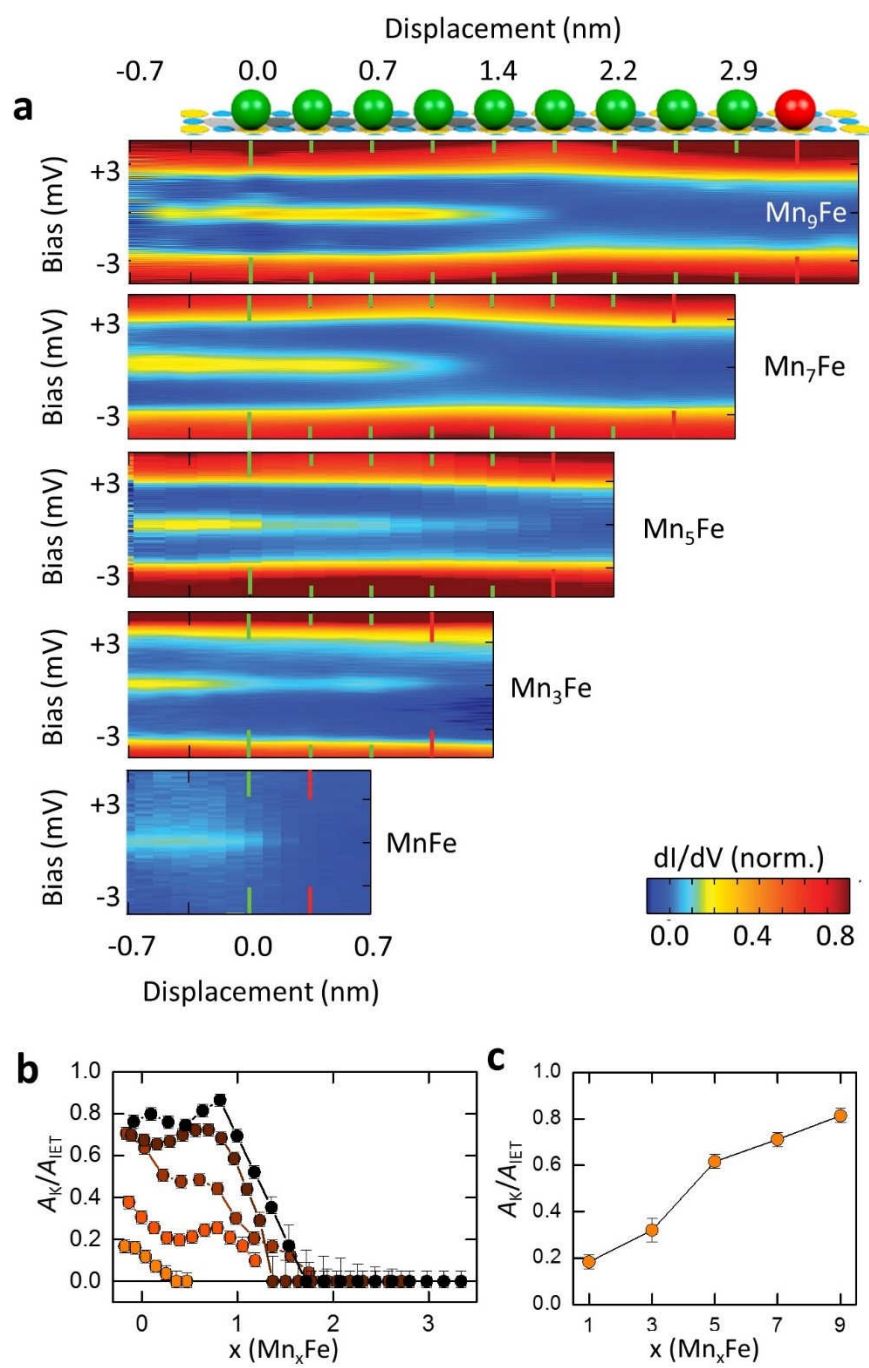 Displacement (nm)
-0.7 0.0 0.7 1.4 2.2 2.9
a
+3
Bias (mV)
-3
Mn₉Fe
+3
Bias (mV)
-3
Mn₇Fe
+3
Bias (mV)
-3
Mn₅Fe
+3
Bias (mV)
-3
Mn₃Fe
+3
Bias (mV)
-3
MnFe
dI/dV (norm.)
0.0 0.4 0.8
-0.7 0.0 0.7
Displacement (nm)
b
1.0
0.8
0.6
0.4
0.2
0.0
A_K/A_IET
0 1 2 3
x (MnₓFe)
c
1.0
0.8
0.6
0.4
0.2
0.0
A_K/A_IET
1 3 5 7 9
x (MnₓFe)